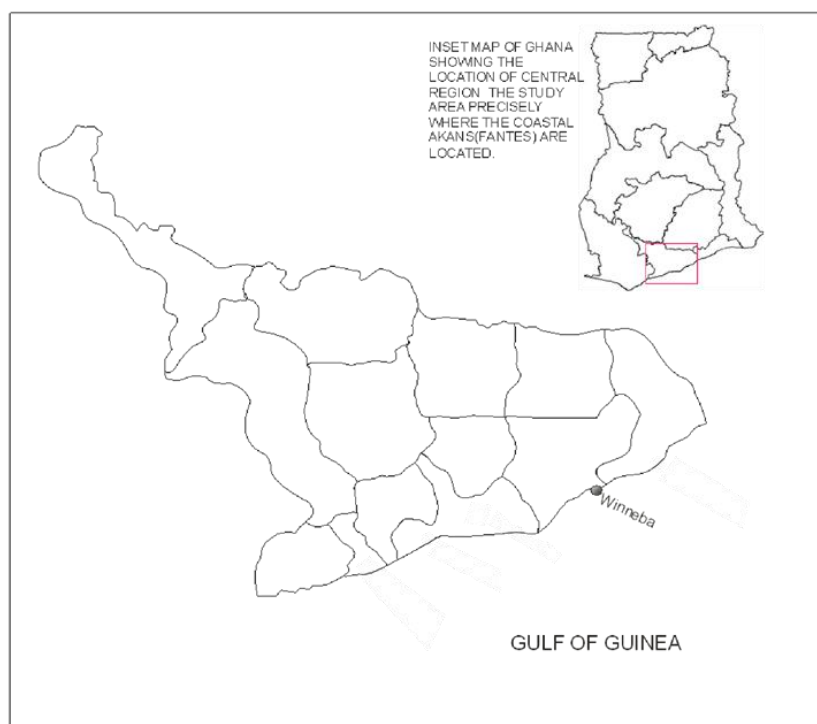 INSET MAP OF GHANA
SHOWING THE
LOCATION OF CENTRAL
REGION THE STUDY
AREA PRECISELY
WHERE THE COASTAL
AKANS(FANTES) ARE
LOCATED.
Winneba
GULF OF GUINEA